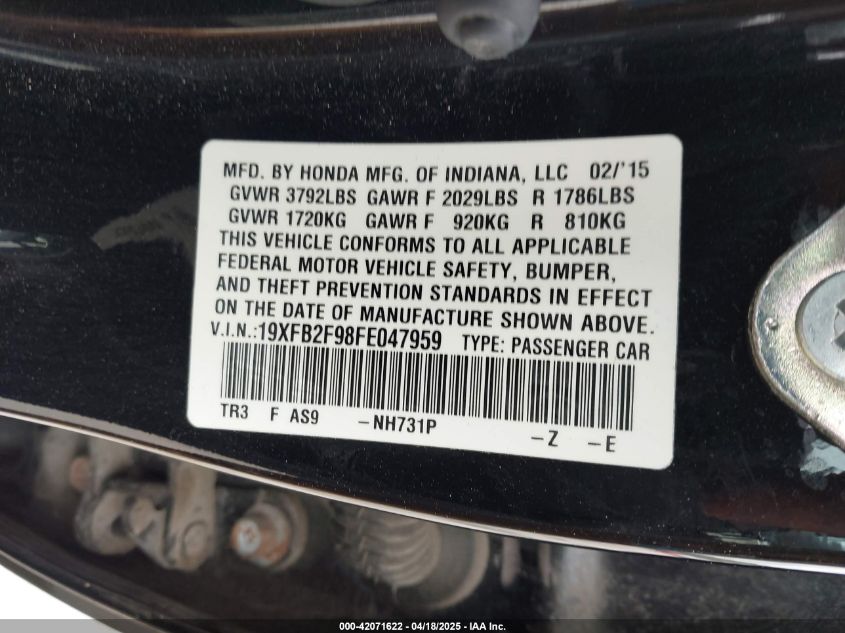 MFD. BY HONDA MFG. OF INDIANA, LLC 02/'15
GVWR 3792LBS GAWR F 2029LBS R 1786LBS
GVWR 1720KG GAWR F 920KG R 810KG
THIS VEHICLE CONFORMS TO ALL APPLICABLE
FEDERAL MOTOR VEHICLE SAFETY, BUMPER,
AND THEFT PREVENTION STANDARDS IN EFFECT
ON THE DATE OF MANUFACTURE SHOWN ABOVE.
V.I.N.:19XFB2F98FE047959 TYPE: PASSENGER CAR
TR3 F AS9 -NH731P -Z -E
000-42071622 | 04/18/2025 | IAA Inc.